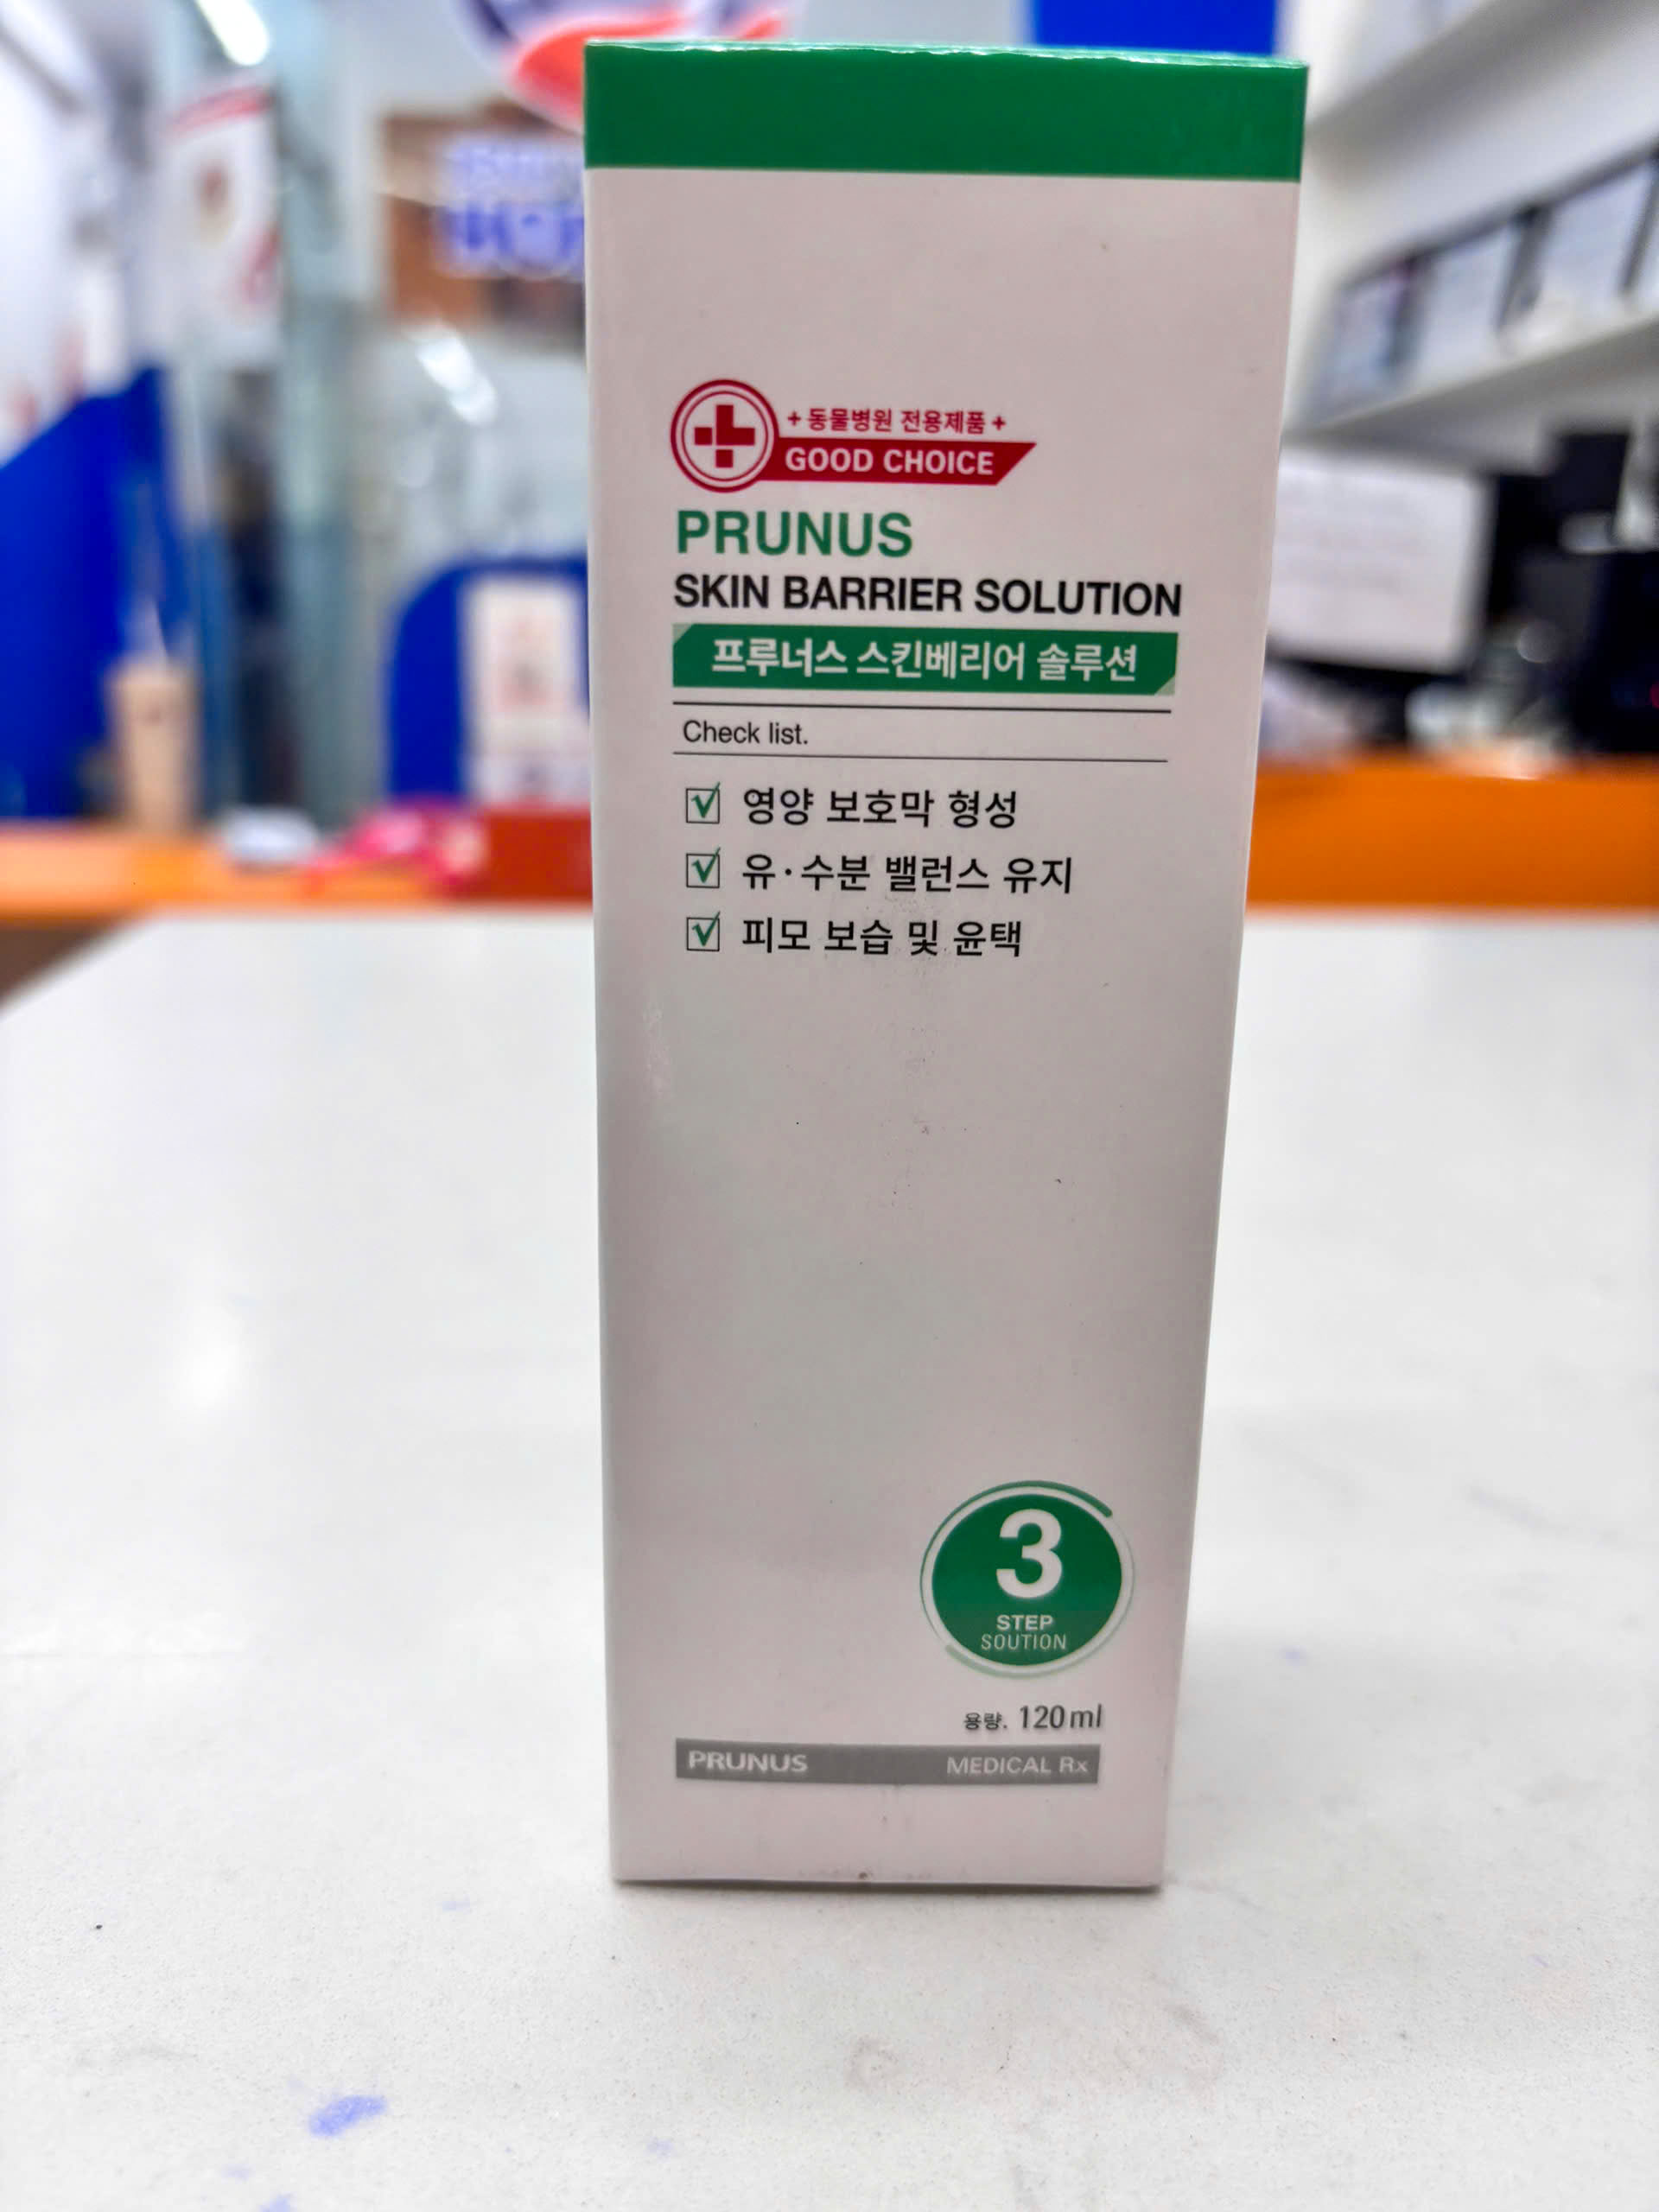 + 동물병원 전용제품 +
GOOD CHOICE
PRUNUS
SKIN BARRIER SOLUTION
프루너스 스킨베리어 솔루션
Check list.
영양 보호막 형성
유·수분 밸런스 유지
피모 보습 및 윤택
3
STEP
SOUTION
용량. 120ml
PRUNUS MEDICAL Rx